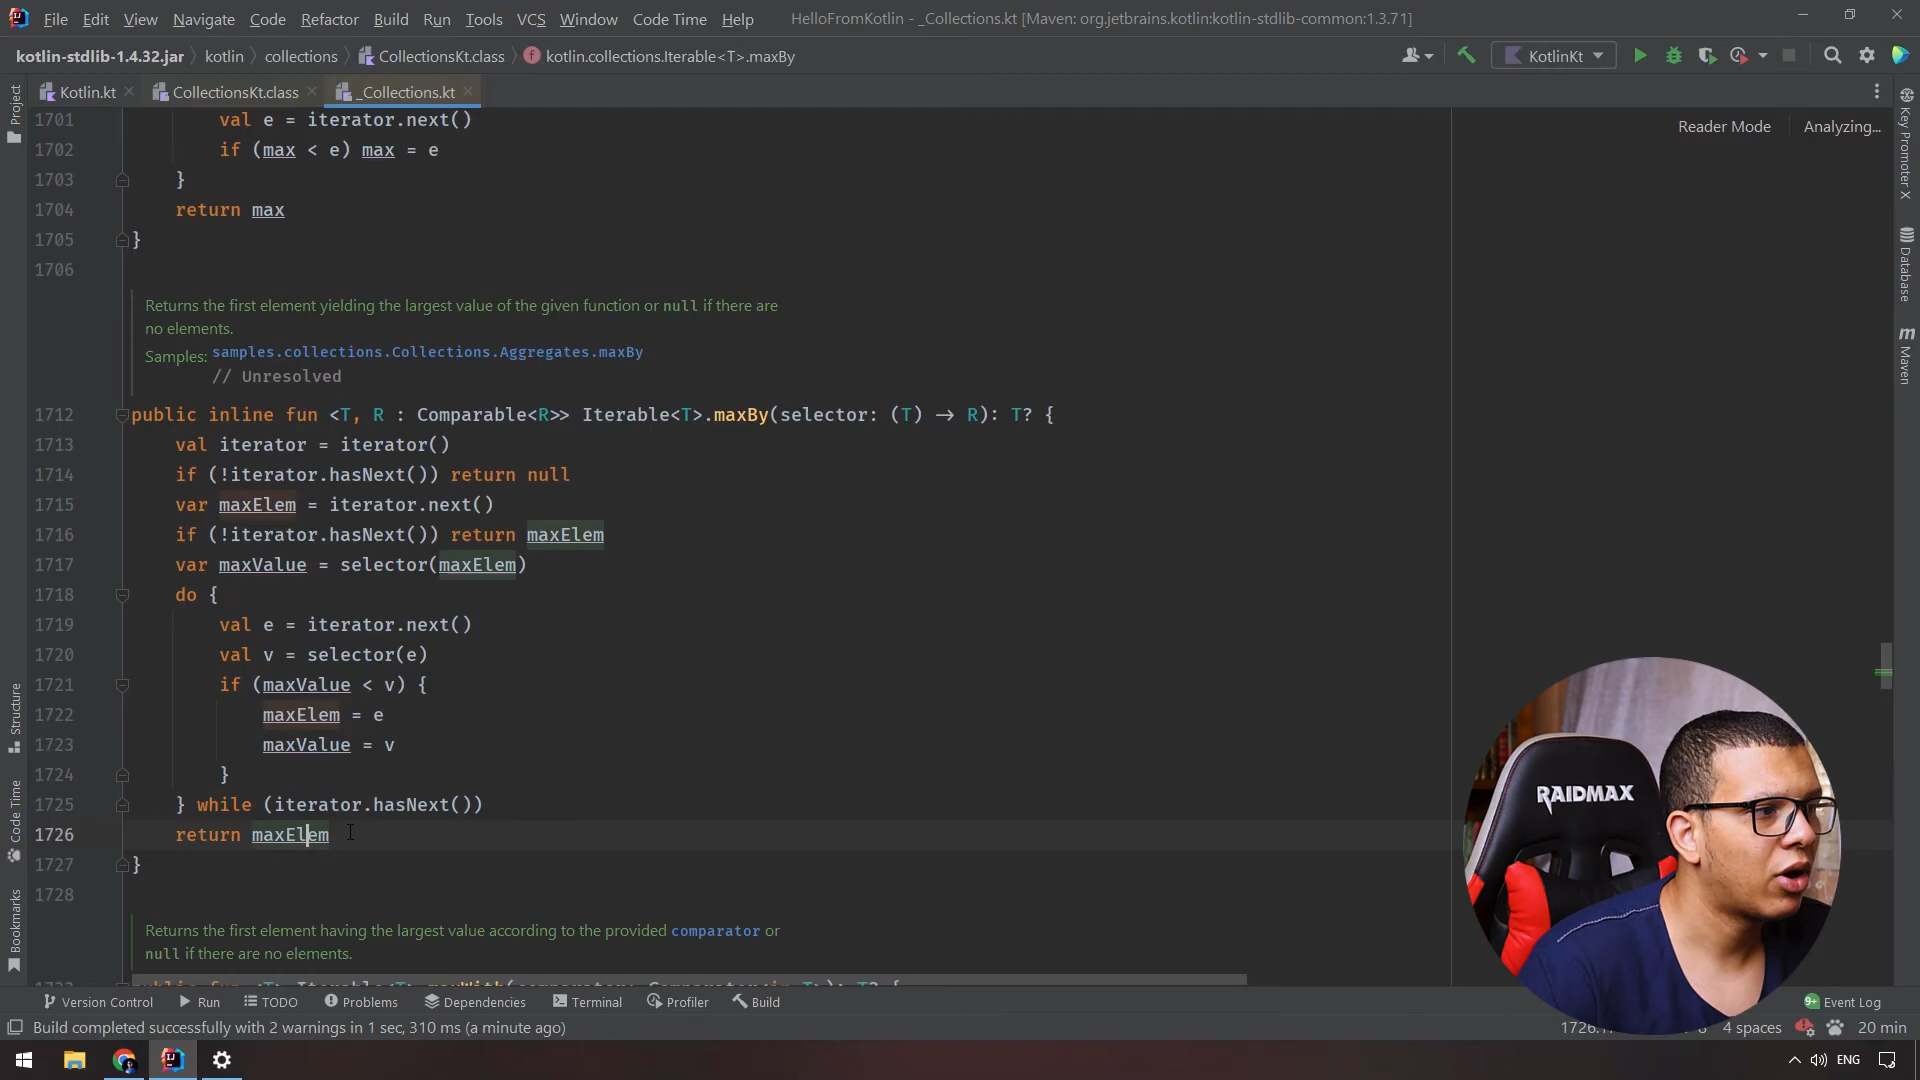 File Edit View Navigate Code Refactor Build Run Tools VCS Window Code Time Help HelloFromKotlin - _Collections.kt [Maven: org.jetbrains.kotlin:kotlin-stdlib-common:1.3.71]
kotlin-stdlib-1.4.32.jar kotlin collections CollectionsKt.class kotlin.collections.Iterable<T>.maxBy KotlinKt
Kotlin.kt CollectionsKt.class _Collections.kt
Reader Mode Analyzing...
1701 val e = iterator.next()
1702 if (max < e) max = e
1703 }
1704 return max
1705 }
1706
Returns the first element yielding the largest value of the given function or null if there are
no elements.
Samples: samples.collections.Collections.Aggregates.maxBy
// Unresolved
1712 public inline fun <T, R : Comparable<R>> Iterable<T>.maxBy(selector: (T) → R): T? {
1713 val iterator = iterator()
1714 if (!iterator.hasNext()) return null
1715 var maxElem = iterator.next()
1716 if (!iterator.hasNext()) return maxElem
1717 var maxValue = selector(maxElem)
1718 do {
1719 val e = iterator.next()
1720 val v = selector(e)
1721 if (maxValue < v) {
1722 maxElem = e
1723 maxValue = v
1724 }
1725 } while (iterator.hasNext())
1726 return maxElem
1727 }
1728
Returns the first element having the largest value according to the provided comparator or
null if there are no elements.
Project
Structure
Code Time
Bookmarks
Key Promoter X
Database
Maven
RAIDMAX
Version Control Run TODO Problems Dependencies Terminal Profiler Build Event Log
Build completed successfully with 2 warnings in 1 sec, 310 ms (a minute ago) 4 spaces 20 min
ENG